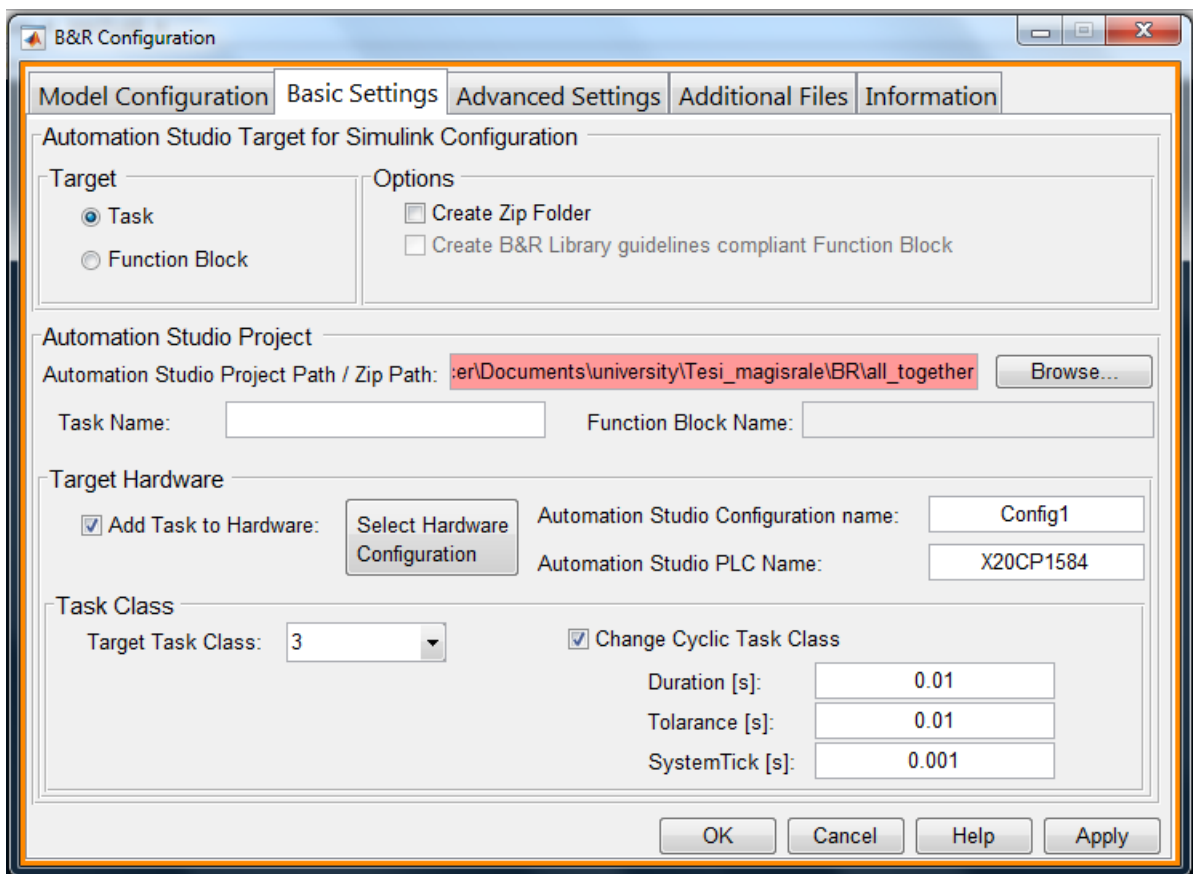 B&R Configuration
Model Configuration Basic Settings Advanced Settings Additional Files Information
Automation Studio Target for Simulink Configuration
Target Options
Task Create Zip Folder
Function Block Create B&R Library guidelines compliant Function Block
Automation Studio Project
Automation Studio Project Path / Zip Path: :er\Documents\university\Tesi_magisrale\BR\all_together Browse...
Task Name: Function Block Name:
Target Hardware
Add Task to Hardware: Select Hardware Configuration Automation Studio Configuration name: Config1
Automation Studio PLC Name: X20CP1584
Task Class
Target Task Class: 3 Change Cyclic Task Class
Duration [s]: 0.01
Tolarance [s]: 0.01
SystemTick [s]: 0.001
OK Cancel Help Apply